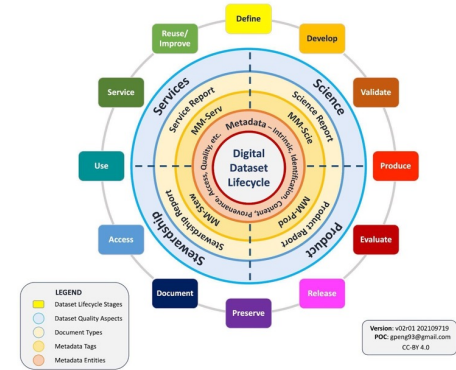 Define
Reuse/
Improve
Develop
Service
Validate
Use
Produce
Access
Evaluate
Document
Release
Preserve
Services
Science
Stewardship
Product
Service Report
Science Report
Stewardship Report
Product Report
MM-Serv
MM-Scie
MM-Stew
MM-Prod
Metadata – Intrinsic, Identification, Content, Provenance, Access, Quality, etc.
Digital
Dataset
Lifecycle
LEGEND
Dataset Lifecycle Stages
Dataset Quality Aspects
Document Types
Metadata Tags
Metadata Entities
Version: v02r01 202109719
POC: gpeng93@gmail.com
CC-BY 4.0